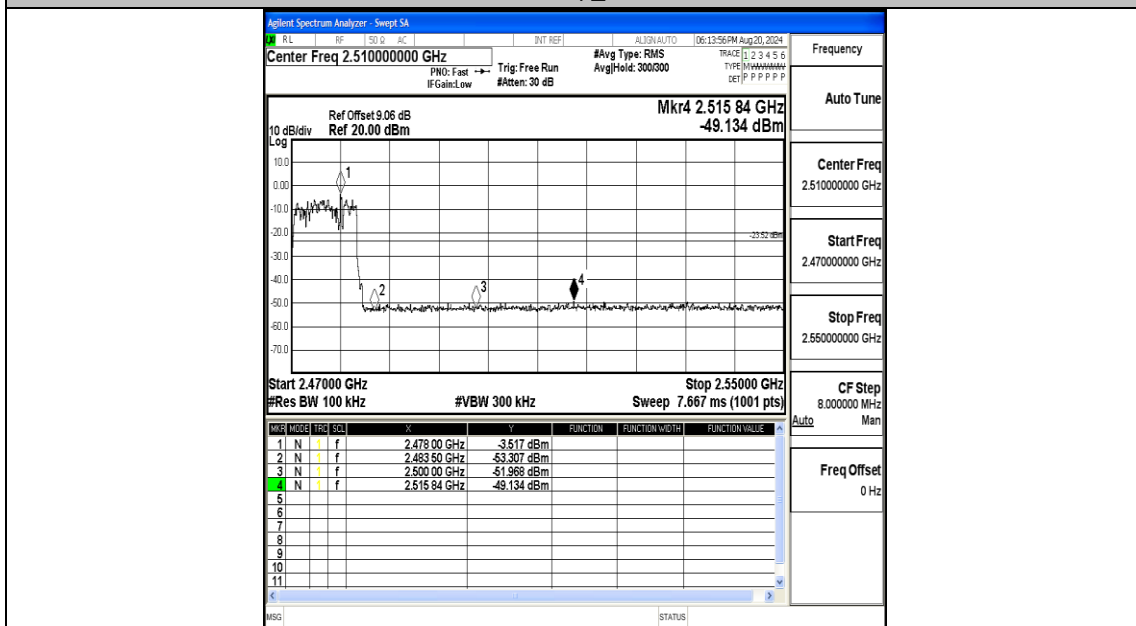 Agilent Spectrum Analyzer - Swept SA
RL RF 50 Ω AC INT REF ALIGN AUTO 06:13:56 PM Aug 20, 2024
Center Freq 2.510000000 GHz
#Avg Type: RMS
TRACE 1 2 3 4 5 6
PNO: Fast Trig: Free Run Avg|Hold: 300/300
TYPE M WWWWW
IFGain:Low #Atten: 30 dB
DET P P P P P P
Mkr4 2.515 84 GHz
-49.134 dBm
Ref Offset 9.06 dB
10 dB/div Ref 20.00 dBm
Log
10.0
0.00
-10.0
-20.0
-30.0
-40.0
-50.0
-60.0
-70.0
1
2
3
4
-23.52 dBm
Start 2.47000 GHz Stop 2.55000 GHz
#Res BW 100 kHz #VBW 300 kHz Sweep 7.667 ms (1001 pts)
MKR MODE TRC SCL X Y FUNCTION FUNCTION WIDTH FUNCTION VALUE
1 N 1 f 2.478 00 GHz -3.517 dBm
2 N 1 f 2.483 50 GHz -53.307 dBm
3 N 1 f 2.500 00 GHz -51.968 dBm
4 N 1 f 2.515 84 GHz -49.134 dBm
5
6
7
8
9
10
11
MSG STATUS
Frequency
Auto Tune
Center Freq
2.510000000 GHz
Start Freq
2.470000000 GHz
Stop Freq
2.550000000 GHz
CF Step
8.000000 MHz
Auto Man
Freq Offset
0 Hz